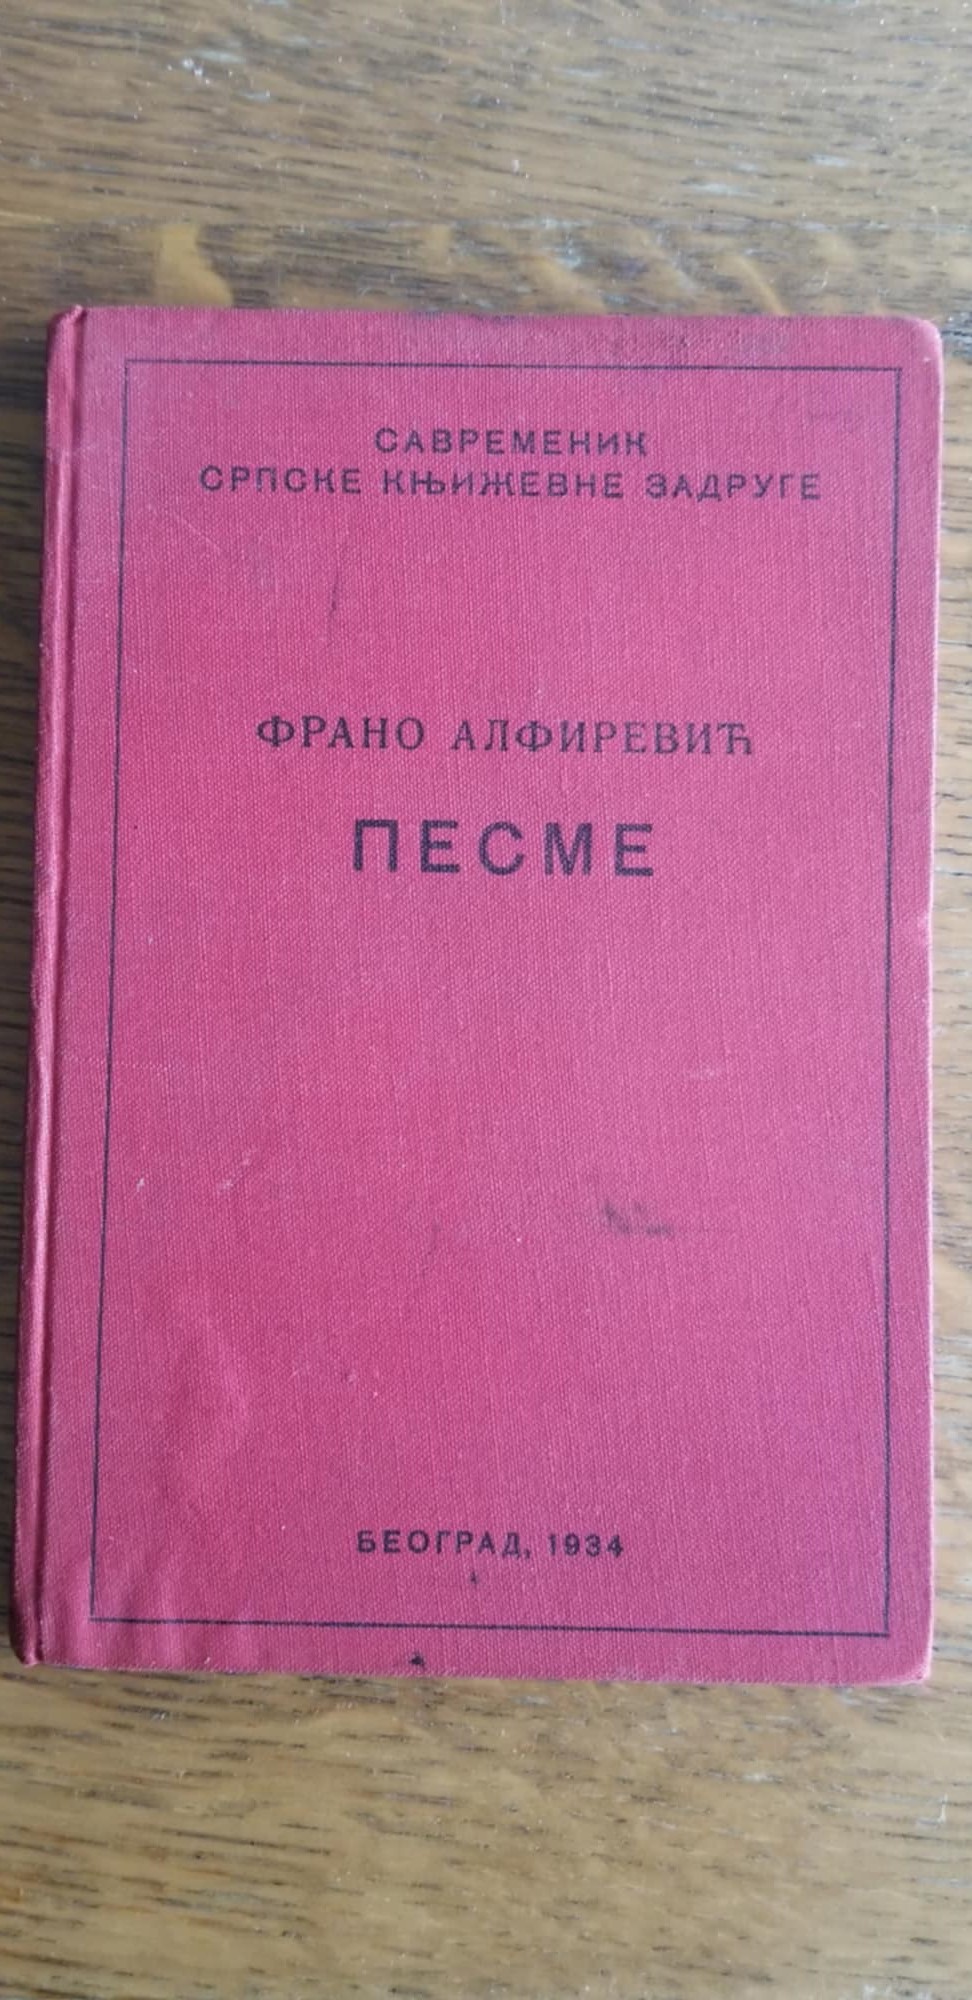 САВРЕМЕНИК
СРПСКЕ КЊИЖЕВНЕ ЗАДРУГЕ
ФРАНО АЛФИРЕВИЋ
ПЕСМЕ
БЕОГРАД, 1934